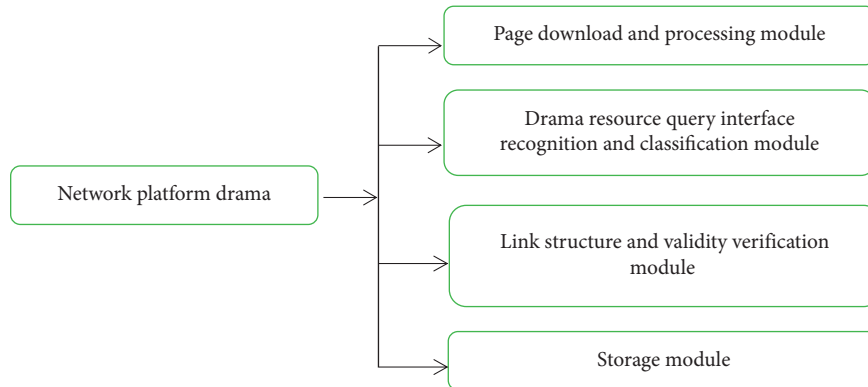 Page download and processing module
Drama resource query interface
recognition and classification module
Network platform drama
Link structure and validity verification
module
Storage module